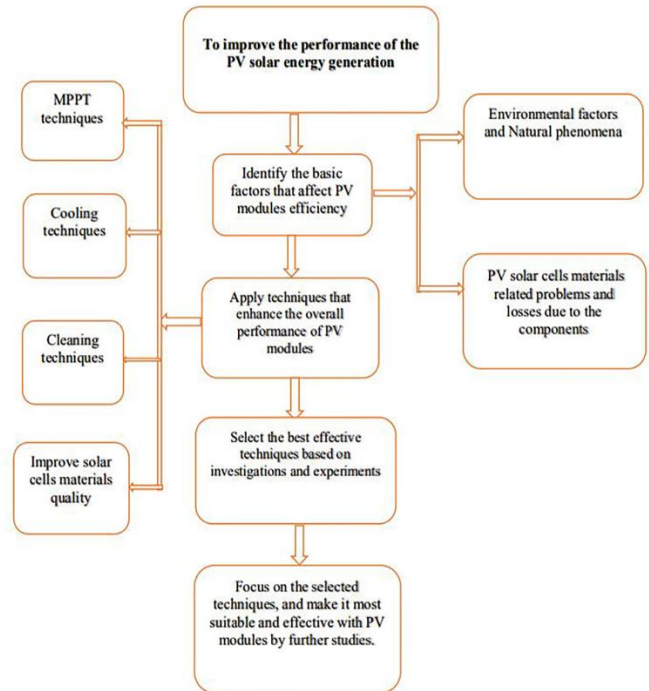 To improve the performance of the
PV solar energy generation
MPPT
techniques
Environmental factors
and Natural phenomena
Identify the basic
factors that affect PV
modules efficiency
Cooling
techniques
PV solar cells materials
related problems and
losses due to the
components
Apply techniques that
enhance the overall
performance of PV
modules
Cleaning
techniques
Select the best effective
techniques based on
investigations and experiments
Improve solar
cells materials
quality
Focus on the selected
techniques, and make it most
suitable and effective with PV
modules by further studies.